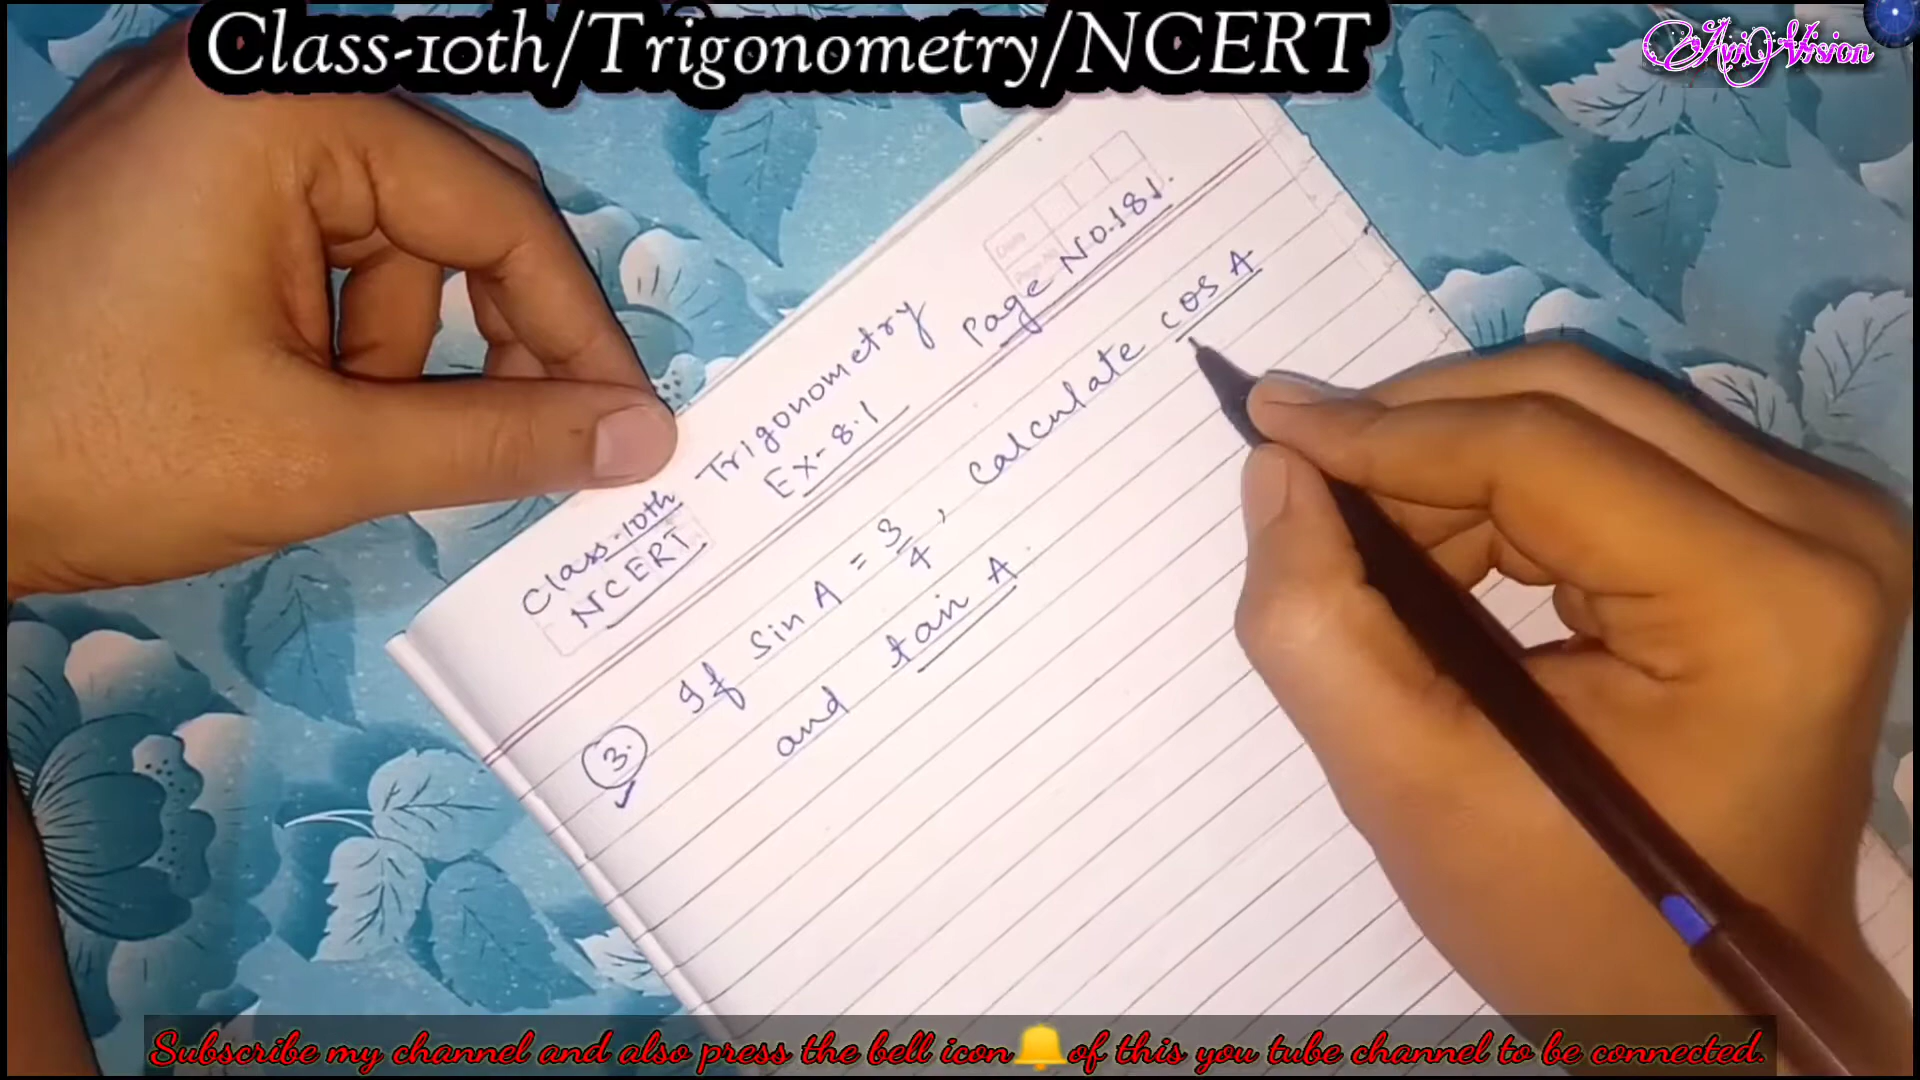 Class-10th/Trigonometry/NCERT
Avi Vision
Class-10th Trigonometry Page No.181.
NCERT Ex-8.1
3. If sin A = 3/4, calculate cos A
and tan A.
Subscribe my channel and also press the bell icon🔔of this you tube channel to be connected.